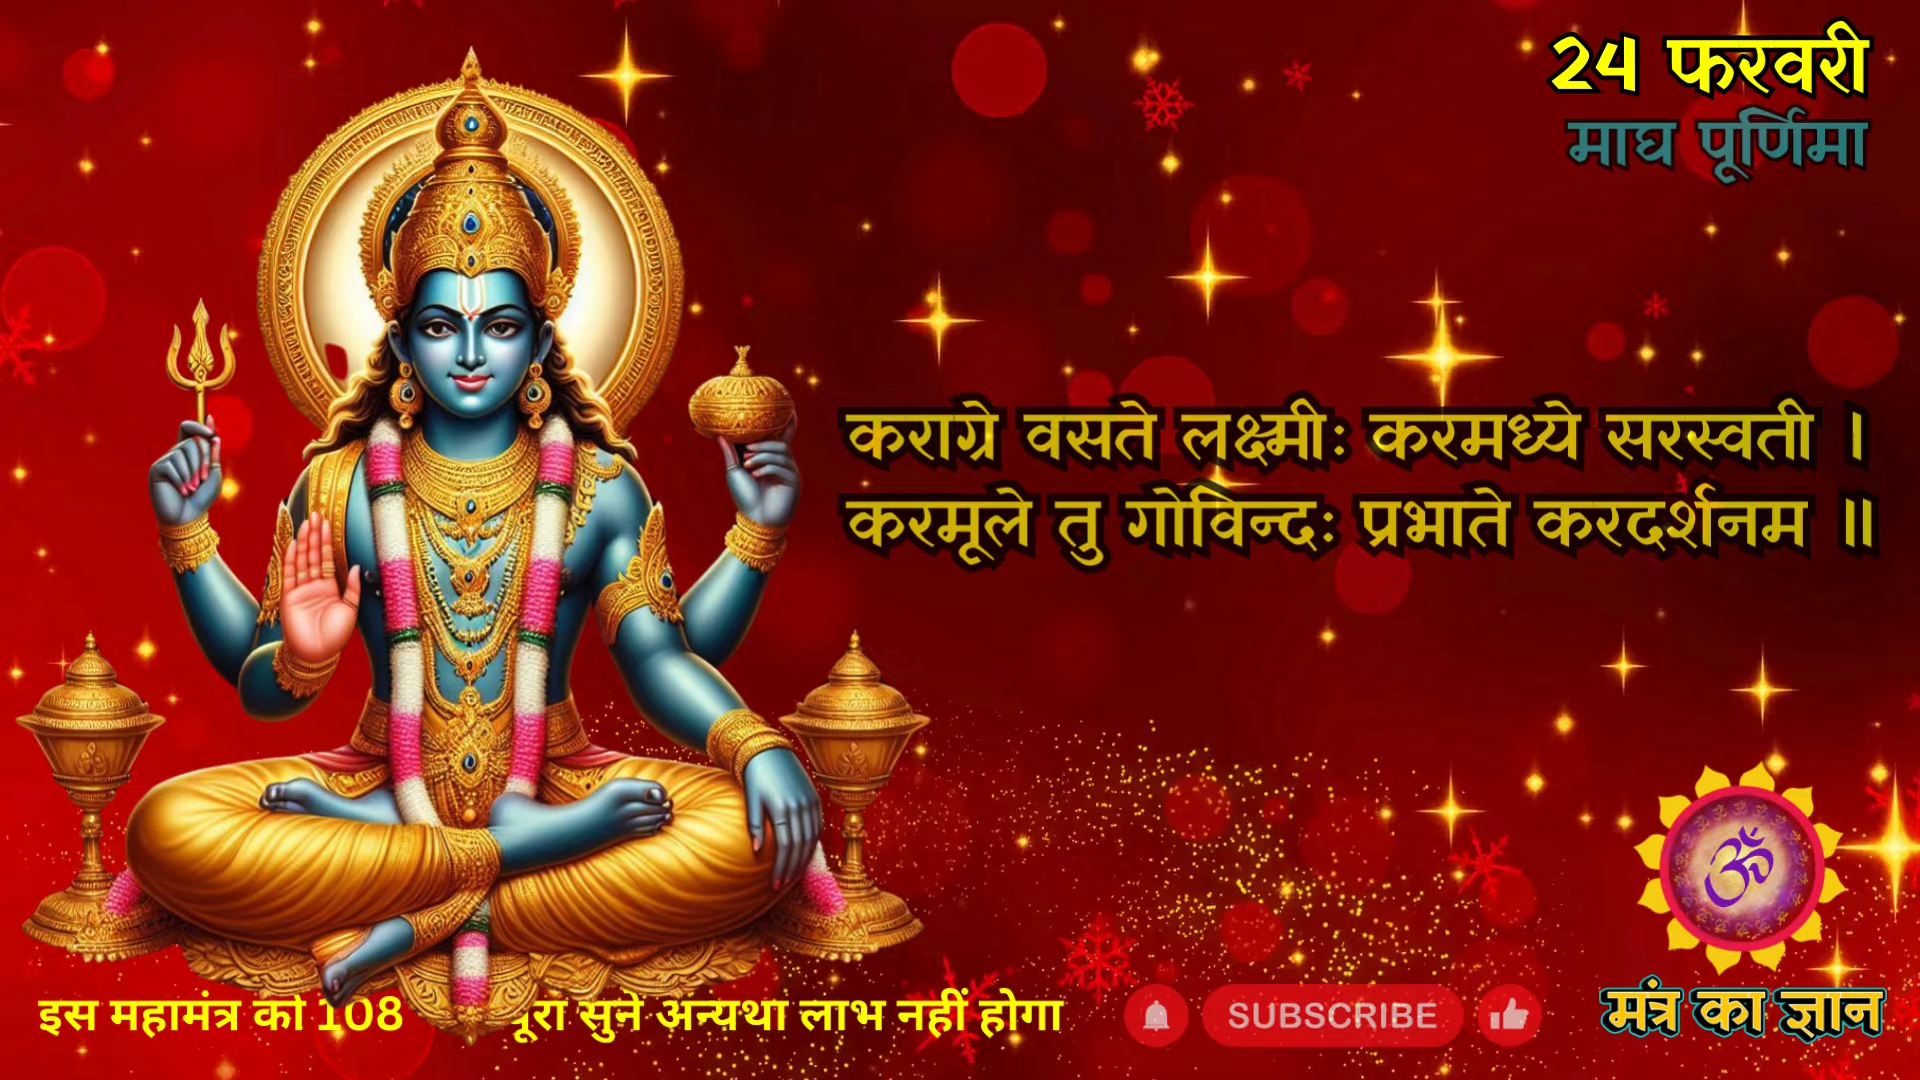 24 फरवरी
माघ पूर्णिमा
कराग्रे वसते लक्ष्मीः करमध्ये सरस्वती ।
करमूले तु गोविन्दः प्रभाते करदर्शनम ॥
ॐ
इस महामंत्र को 108 पूरा सुने अन्यथा लाभ नहीं होगा
SUBSCRIBE
मंत्र का ज्ञान